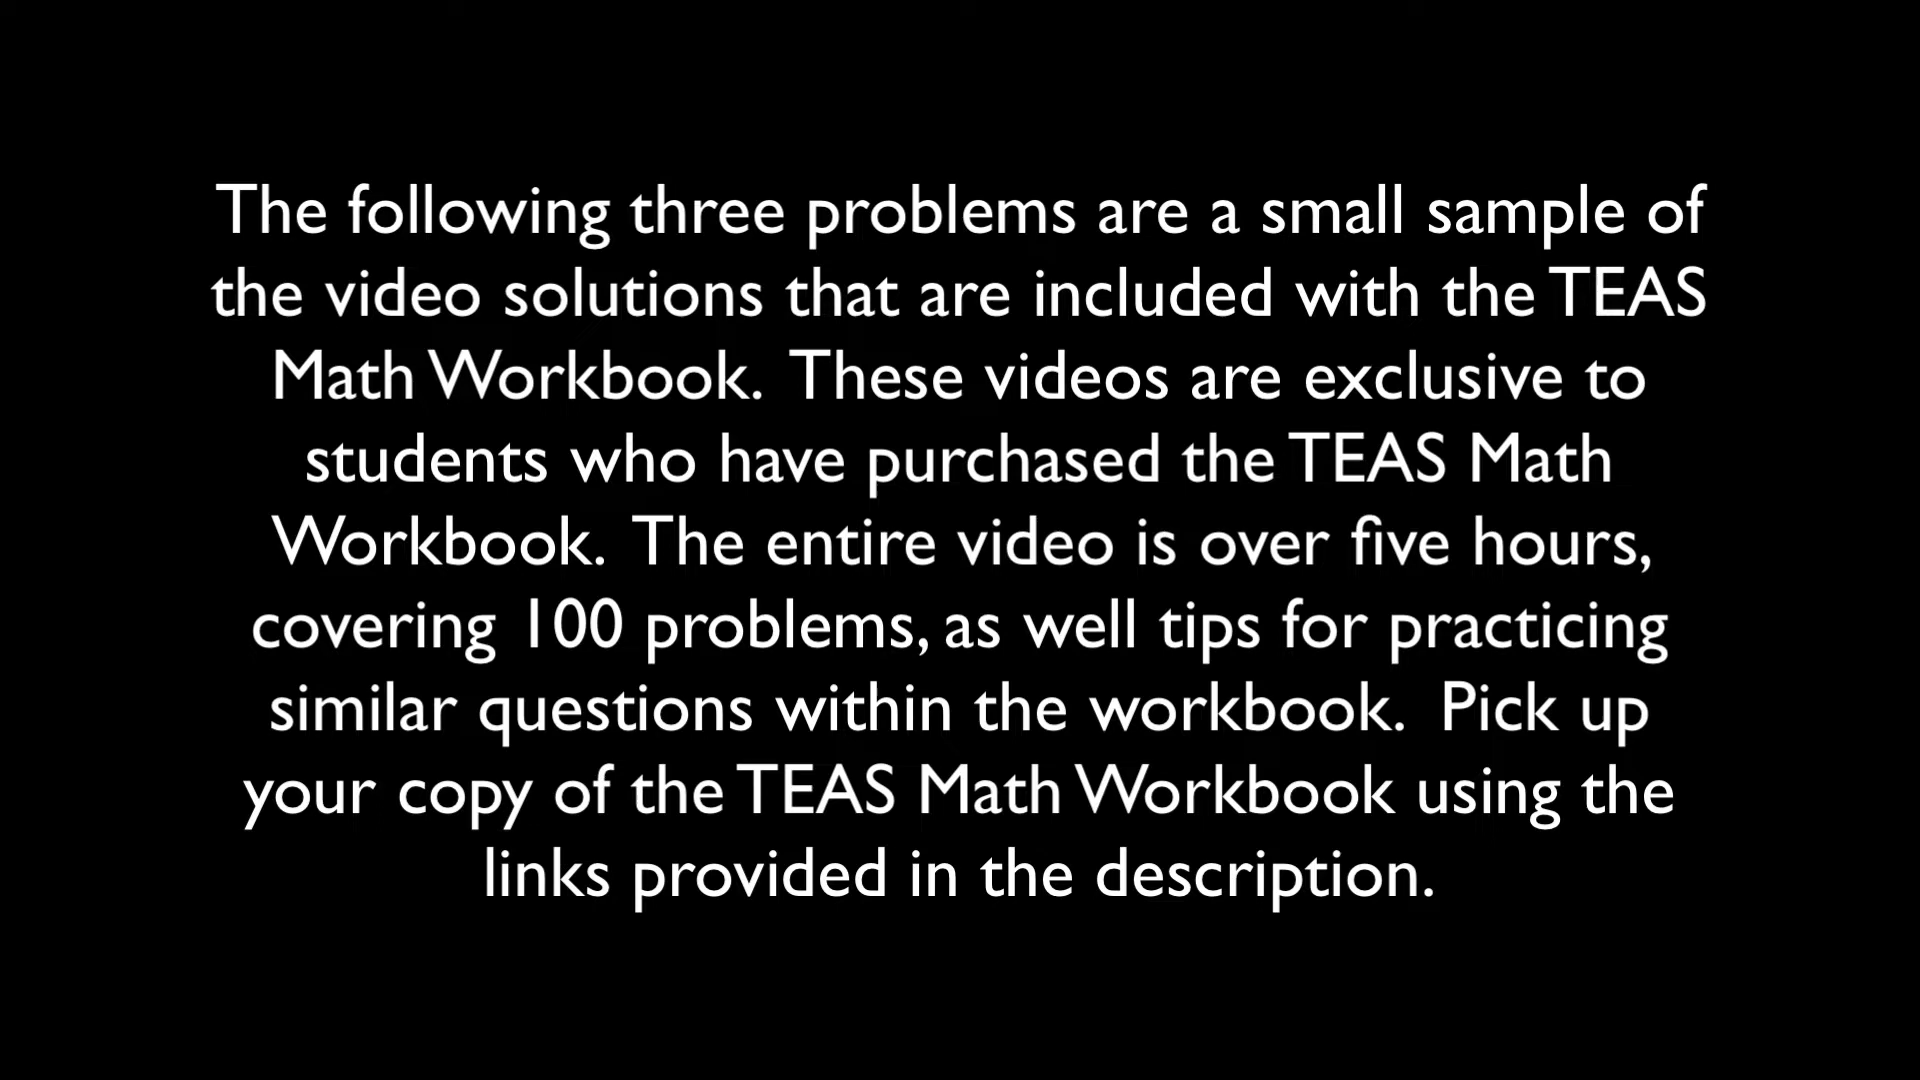 The following three problems are a small sample of
the video solutions that are included with the TEAS
Math Workbook. These videos are exclusive to
students who have purchased the TEAS Math
Workbook. The entire video is over five hours,
covering 100 problems, as well tips for practicing
similar questions within the workbook. Pick up
your copy of the TEAS Math Workbook using the
links provided in the description.